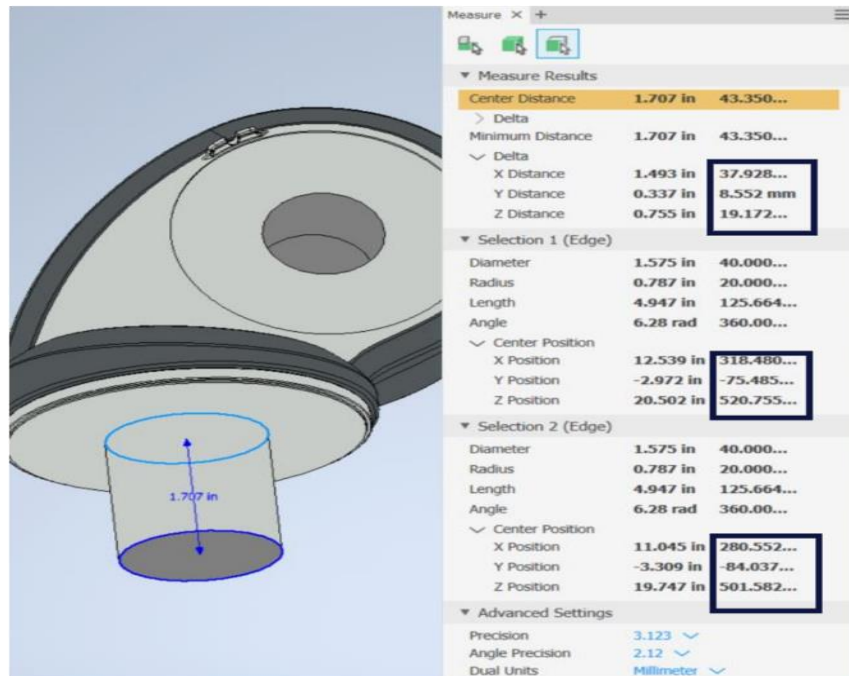 Measure × +
Measure Results
Center Distance 1.707 in 43.350...
Delta
Minimum Distance 1.707 in 43.350...
Delta
X Distance 1.493 in 37.928...
Y Distance 0.337 in 8.552 mm
Z Distance 0.755 in 19.172...
Selection 1 (Edge)
Diameter 1.575 in 40.000...
Radius 0.787 in 20.000...
Length 4.947 in 125.664...
Angle 6.28 rad 360.00...
Center Position
X Position 12.539 in 318.480...
Y Position -2.972 in -75.485...
Z Position 20.502 in 520.755...
Selection 2 (Edge)
Diameter 1.575 in 40.000...
Radius 0.787 in 20.000...
Length 4.947 in 125.664...
Angle 6.28 rad 360.00...
Center Position
X Position 11.045 in 280.552...
Y Position -3.309 in -84.037...
Z Position 19.747 in 501.582...
Advanced Settings
Precision 3.123
Angle Precision 2.12
Dual Units Millimeter
1.707 in